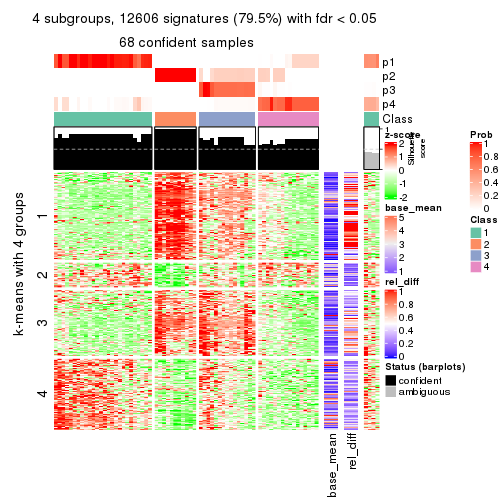 4 subgroups, 12606 signatures (79.5%) with fdr < 0.05
68 confident samples
p1
p2
p3
p4
Class
1
Silhouette score
z-score
2
1
0
-1
-2
base_mean
5
4
3
2
1
rel_diff
1
0.8
0.6
0.4
0.2
0
Status (barplots)
confident
ambiguous
Prob
1
0.8
0.6
0.4
0.2
0
Class
1
2
3
4
k-means with 4 groups
1
2
3
4
base_mean
rel_diff